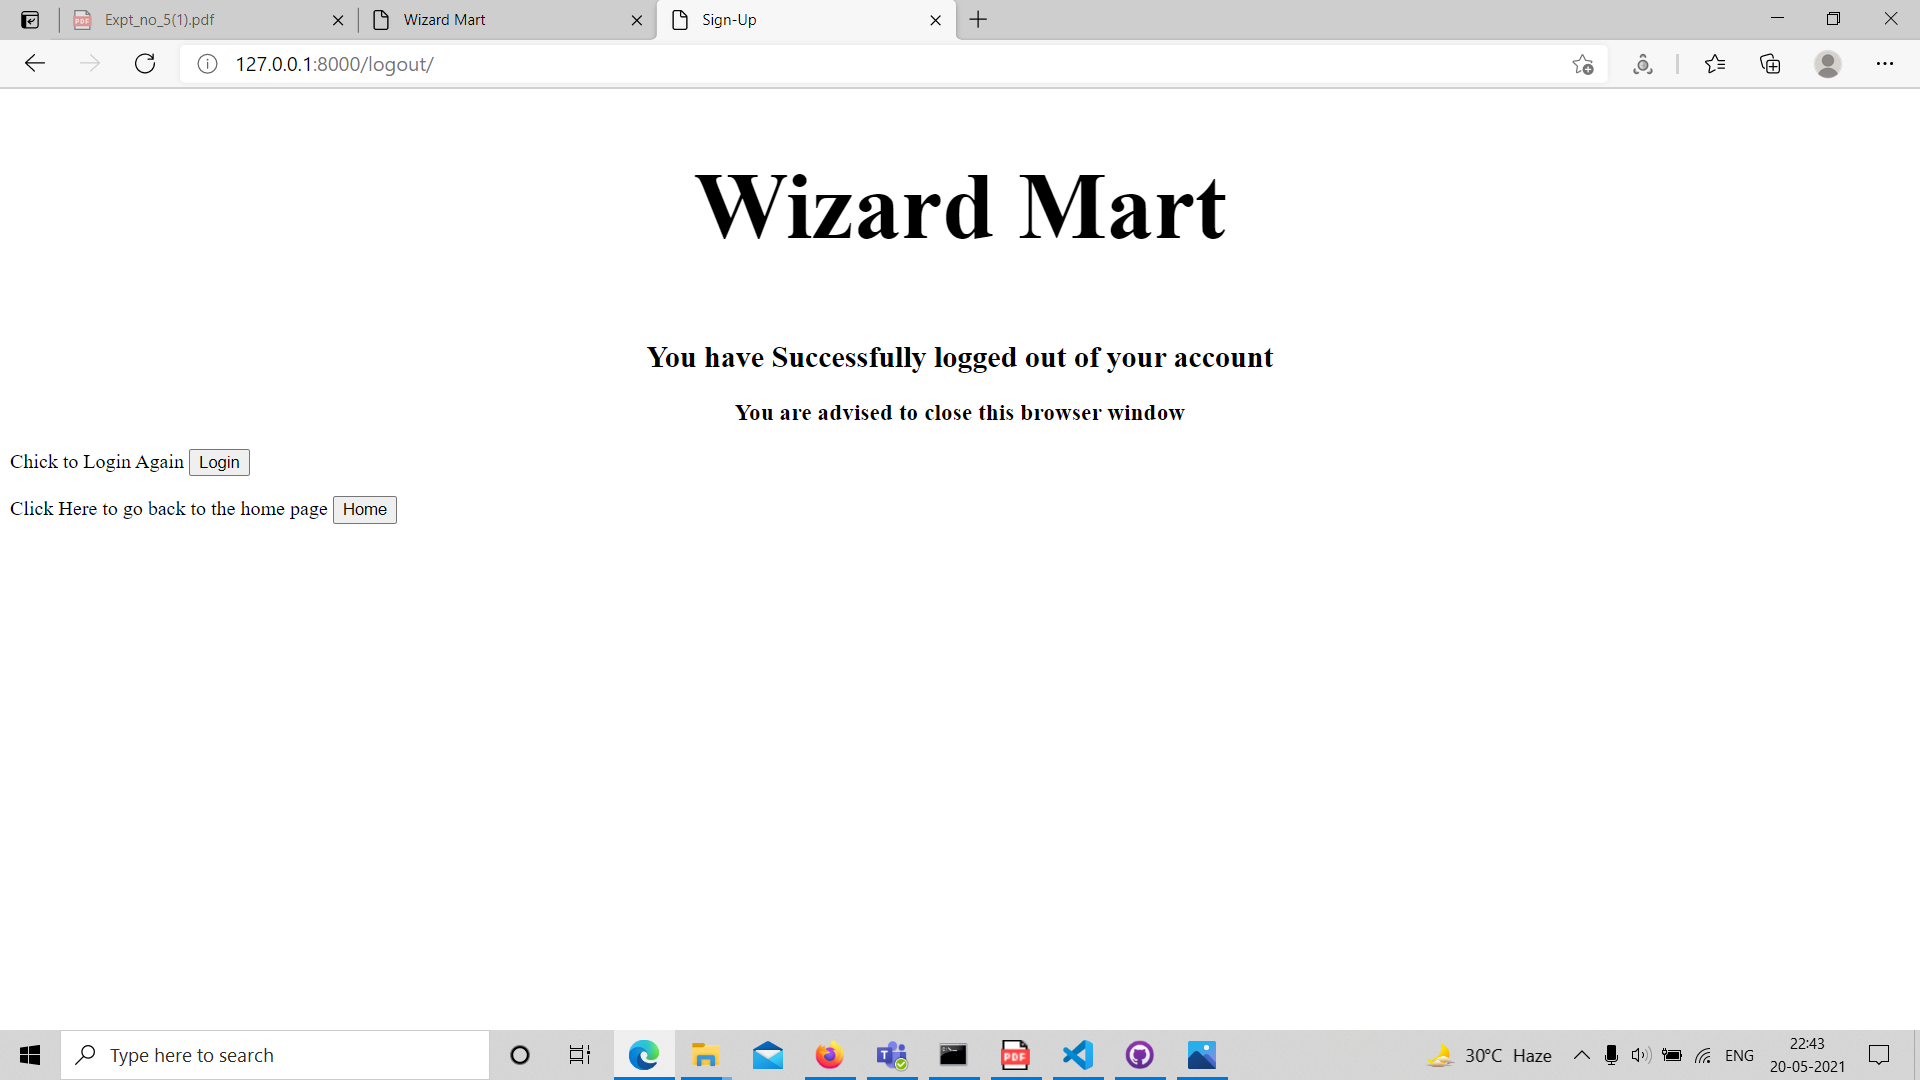 Expt_no_5(1).pdf
Wizard Mart
Sign-Up
127.0.0.1:8000/logout/
Wizard Mart
You have Successfully logged out of your account
You are advised to close this browser window
Chick to Login Again Login
Click Here to go back to the home page Home
Type here to search
PDF
30°C Haze
ENG
22:43
20-05-2021